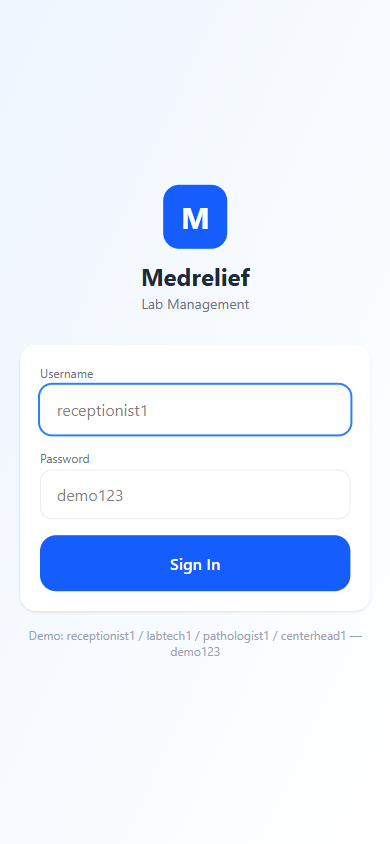 M
Medrelief
Lab Management
Username
receptionist1
Password
demo123
Sign In
Demo: receptionist1 / labtech1 / pathologist1 / centerhead1 —
demo123